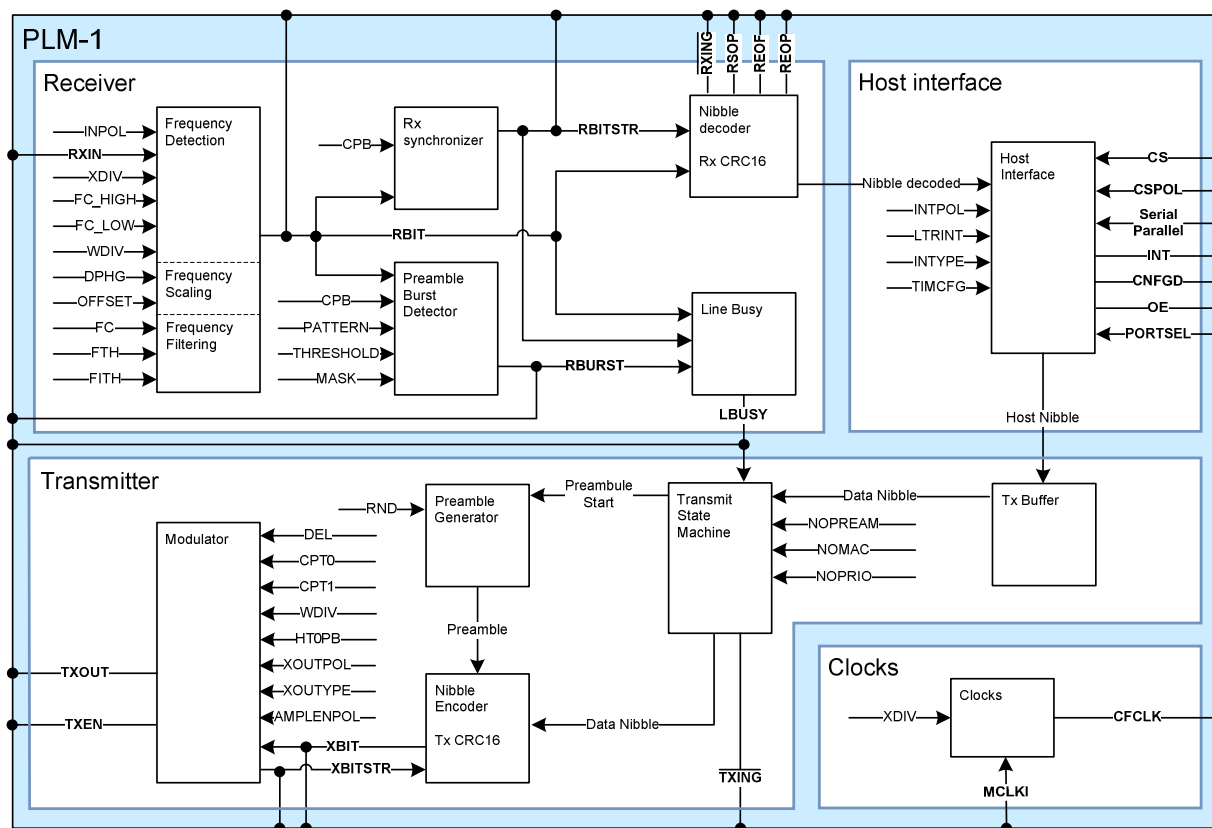 PLM-1
RXING
RSOP
REOF
REOP
Receiver
Host interface
Frequency
Detection
INPOL
RXIN
XDIV
FC_HIGH
FC_LOW
WDIV
DPHG
OFFSET
FC
FTH
FITH
Frequency
Scaling
Frequency
Filtering
Rx
synchronizer
CPB
RBITSTR
Nibble
decoder
Rx CRC16
RBIT
Preamble
Burst
Detector
CPB
PATTERN
THRESHOLD
MASK
RBURST
Line Busy
LBUSY
Nibble decoded
INTPOL
LTRINT
INTYPE
TIMCFG
Host
Interface
CS
CSPOL
Serial
Parallel
INT
CNFGD
OE
PORTSEL
Host Nibble
Transmitter
Modulator
DEL
CPT0
CPT1
WDIV
HT0PB
XOUTPOL
XOUTYPE
AMPLENPOL
XBIT
XBITSTR
TXOUT
TXEN
RND
Preamble
Generator
Preambule
Start
Preamble
Nibble
Encoder
Tx CRC16
Transmit
State
Machine
Data Nibble
NOPREAM
NOMAC
NOPRIO
Tx Buffer
Data Nibble
TXING
Clocks
XDIV
Clocks
CFCLK
MCLKI